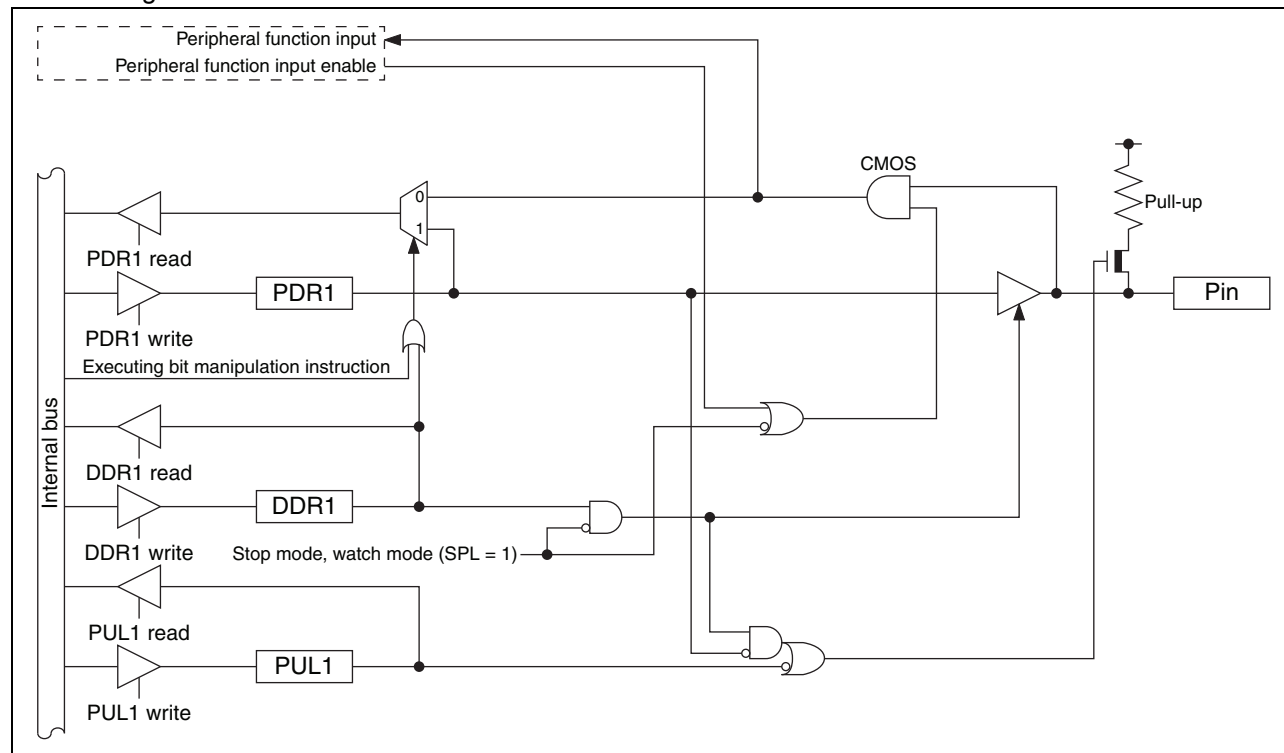 Peripheral function input
Peripheral function input enable
CMOS
0
Pull-up
1
PDR1 read
PDR1
Pin
PDR1 write
Executing bit manipulation instruction
Internal bus
DDR1 read
DDR1
DDR1 write
Stop mode, watch mode (SPL = 1)
PUL1 read
PUL1
PUL1 write